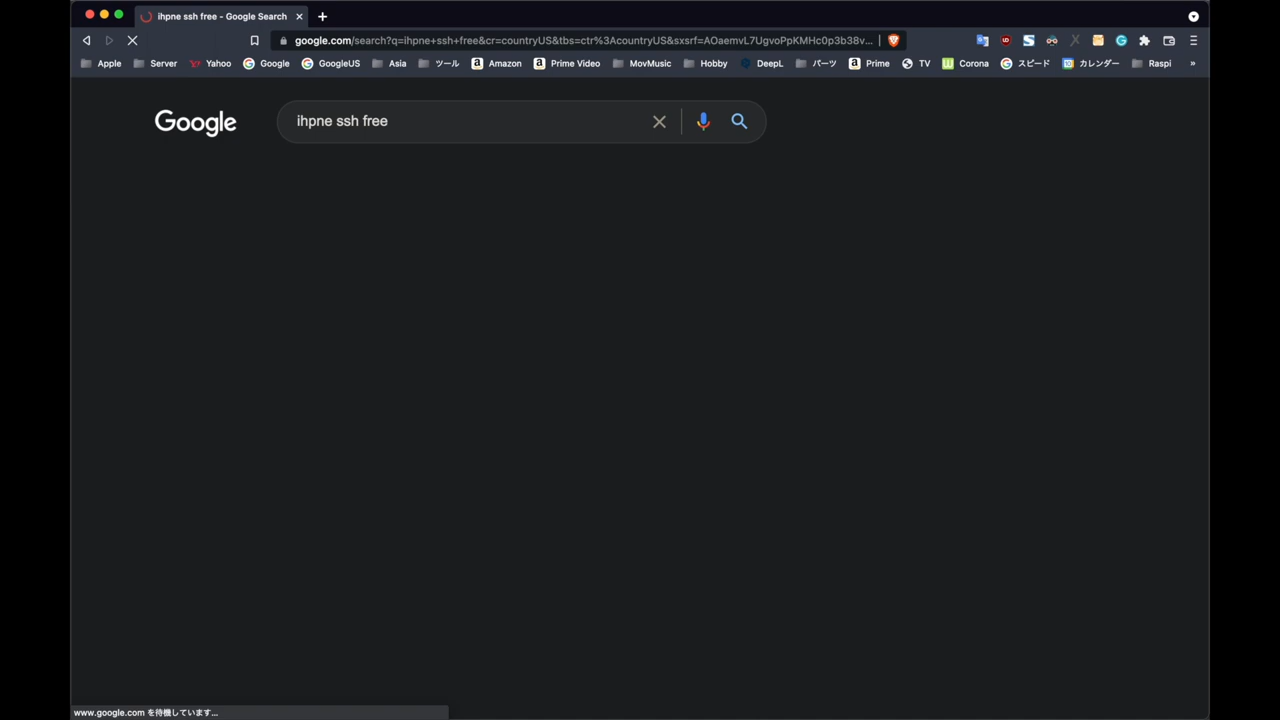 ihpne ssh free - Google Search
google.com/search?q=ihpne+ssh+free&cr=countryUS&tbs=ctr%3AcountryUS&sxsrf=AOaemvL7UgvoPpKMHc0p3b38v...
Apple Server Yahoo Google GoogleUS Asia ツール Amazon Prime Video MovMusic Hobby DeepL パーツ Prime TV Corona スピード カレンダー Raspi »
Google ihpne ssh free
www.google.com を待機しています...